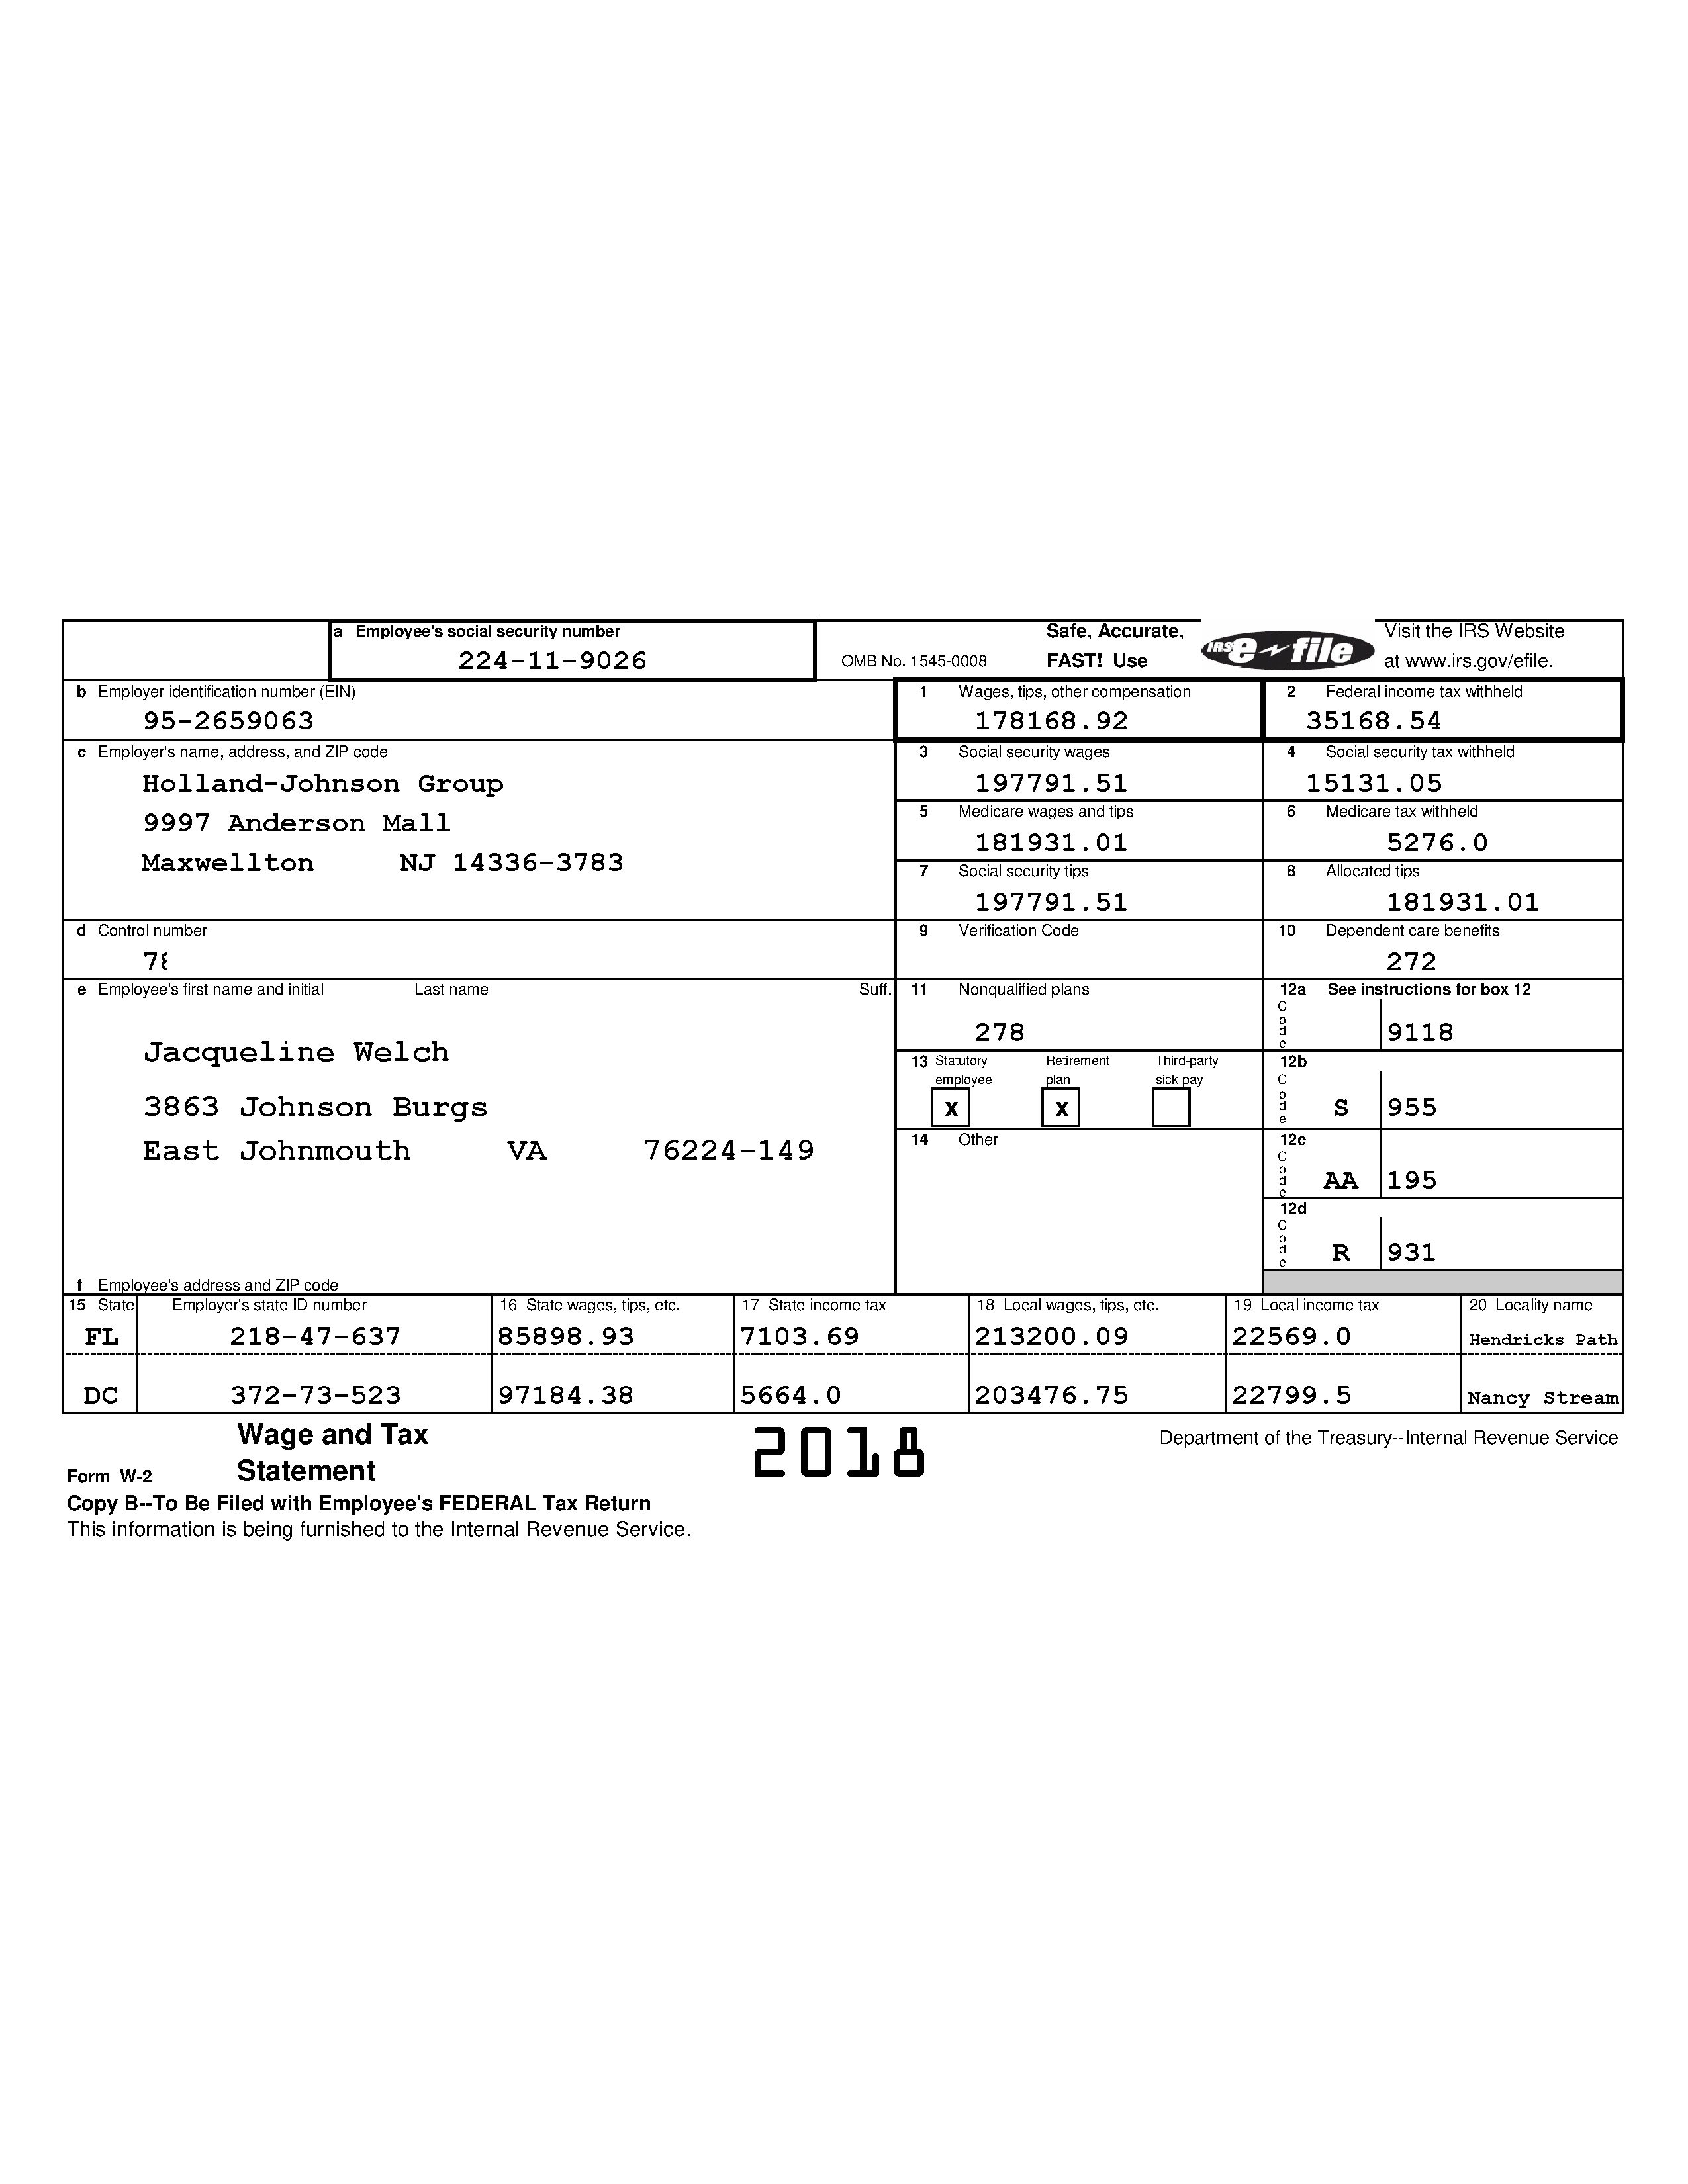 a Employee's social security number
224-11-9026
OMB No. 1545-0008
Safe, Accurate,
FAST! Use
IRS e file
Visit the IRS Website
at www.irs.gov/efile.
b Employer identification number (EIN)
95-2659063
1 Wages, tips, other compensation
178168.92
2 Federal income tax withheld
35168.54
c Employer's name, address, and ZIP code
Holland-Johnson Group
9997 Anderson Mall
Maxwellton NJ 14336-3783
3 Social security wages
197791.51
4 Social security tax withheld
15131.05
5 Medicare wages and tips
181931.01
6 Medicare tax withheld
5276.0
7 Social security tips
197791.51
8 Allocated tips
181931.01
d Control number
9 Verification Code
10 Dependent care benefits
272
e Employee's first name and initial Last name Suff.
Jacqueline Welch
3863 Johnson Burgs
East Johnmouth VA 76224-149
f Employee's address and ZIP code
11 Nonqualified plans
278
12a See instructions for box 12
Code
9118
13 Statutory employee
Retirement plan
Third-party sick pay
x x
12b
Code
S 955
14 Other
12c
Code
AA 195
12d
Code
R 931
15 State Employer's state ID number 16 State wages, tips, etc. 17 State income tax 18 Local wages, tips, etc. 19 Local income tax 20 Locality name
FL 218-47-637 85898.93 7103.69 213200.09 22569.0 Hendricks Path
DC 372-73-523 97184.38 5664.0 203476.75 22799.5 Nancy Stream
Form W-2 Wage and Tax Statement
2018
Department of the Treasury--Internal Revenue Service
Copy B--To Be Filed with Employee's FEDERAL Tax Return
This information is being furnished to the Internal Revenue Service.